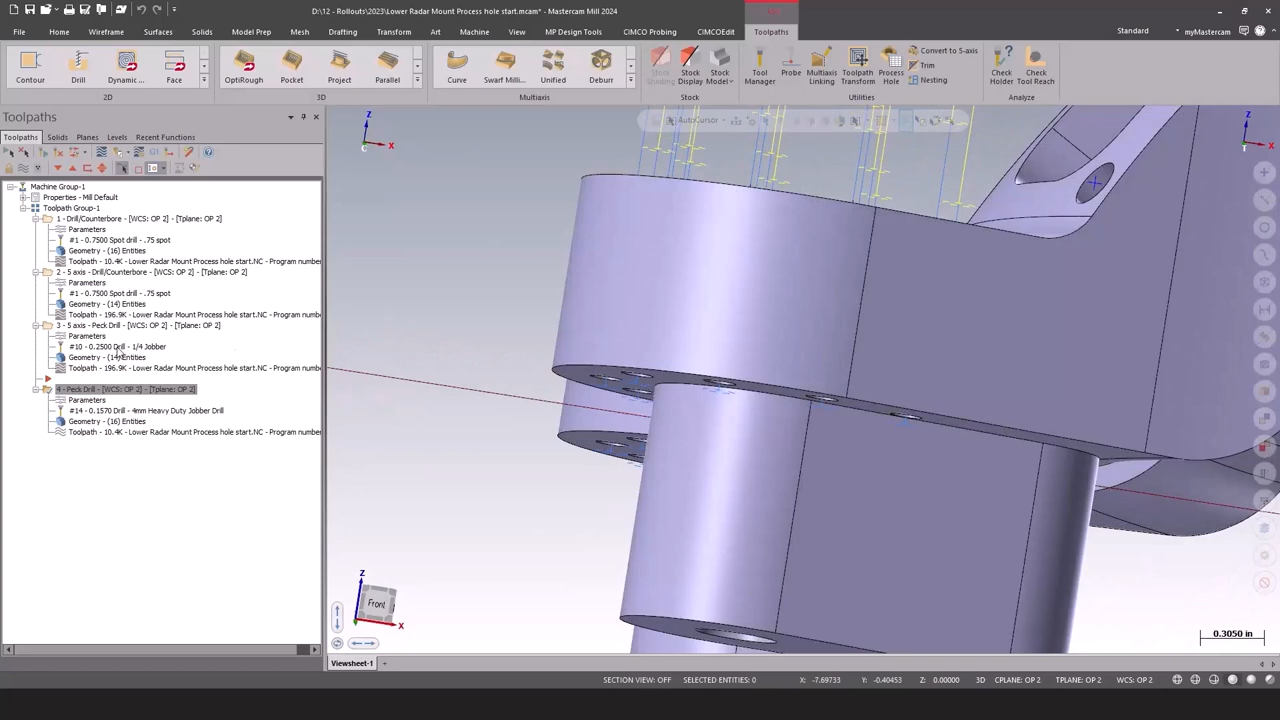 D:\12 - Rollouts\2023\Lower Radar Mount Process hole start.mcam* - Mastercam Mill 2024
Mill
File Home Wireframe Surfaces Solids Model Prep Mesh Drafting Transform Art Machine View MP Design Tools CIMCO Probing CIMCOEdit Toolpaths Standard myMastercam
Contour Drill Dynamic ... Face OptiRough Pocket Project Parallel Curve Swarf Milli... Unified Deburr Stock Shading Stock Display Stock Model Tool Manager Probe Multiaxis Linking Toolpath Transform Process Hole Convert to 5-axis Trim Nesting Check Holder Check Tool Reach
2D 3D Multiaxis Stock Utilities Analyze
Toolpaths
Toolpaths Solids Planes Levels Recent Functions
AutoCursor
Machine Group-1
Properties - Mill Default
Toolpath Group-1
1 - Drill/Counterbore - [WCS: OP 2] - [Tplane: OP 2]
Parameters
#1 - 0.7500 Spot drill - .75 spot
Geometry - (16) Entities
Toolpath - 10.4K - Lower Radar Mount Process hole start.NC - Program number
2 - 5 axis - Drill/Counterbore - [WCS: OP 2] - [Tplane: OP 2]
Parameters
#1 - 0.7500 Spot drill - .75 spot
Geometry - (14) Entities
Toolpath - 196.9K - Lower Radar Mount Process hole start.NC - Program number
3 - 5 axis - Peck Drill - [WCS: OP 2] - [Tplane: OP 2]
Parameters
#10 - 0.2500 Drill - 1/4 Jobber
Geometry - (14) Entities
Toolpath - 196.9K - Lower Radar Mount Process hole start.NC - Program number
4 - Peck Drill - [WCS: OP 2] - [Tplane: OP 2]
Parameters
#14 - 0.1570 Drill - 4mm Heavy Duty Jobber Drill
Geometry - (16) Entities
Toolpath - 10.4K - Lower Radar Mount Process hole start.NC - Program number
Z
C
X
Z
T
X
Z
Front
X
0.3050 in
Viewsheet-1 +
SECTION VIEW: OFF SELECTED ENTITIES: 0 X: -7.69733 Y: -0.40453 Z: 0.00000 3D CPLANE: OP 2 TPLANE: OP 2 WCS: OP 2